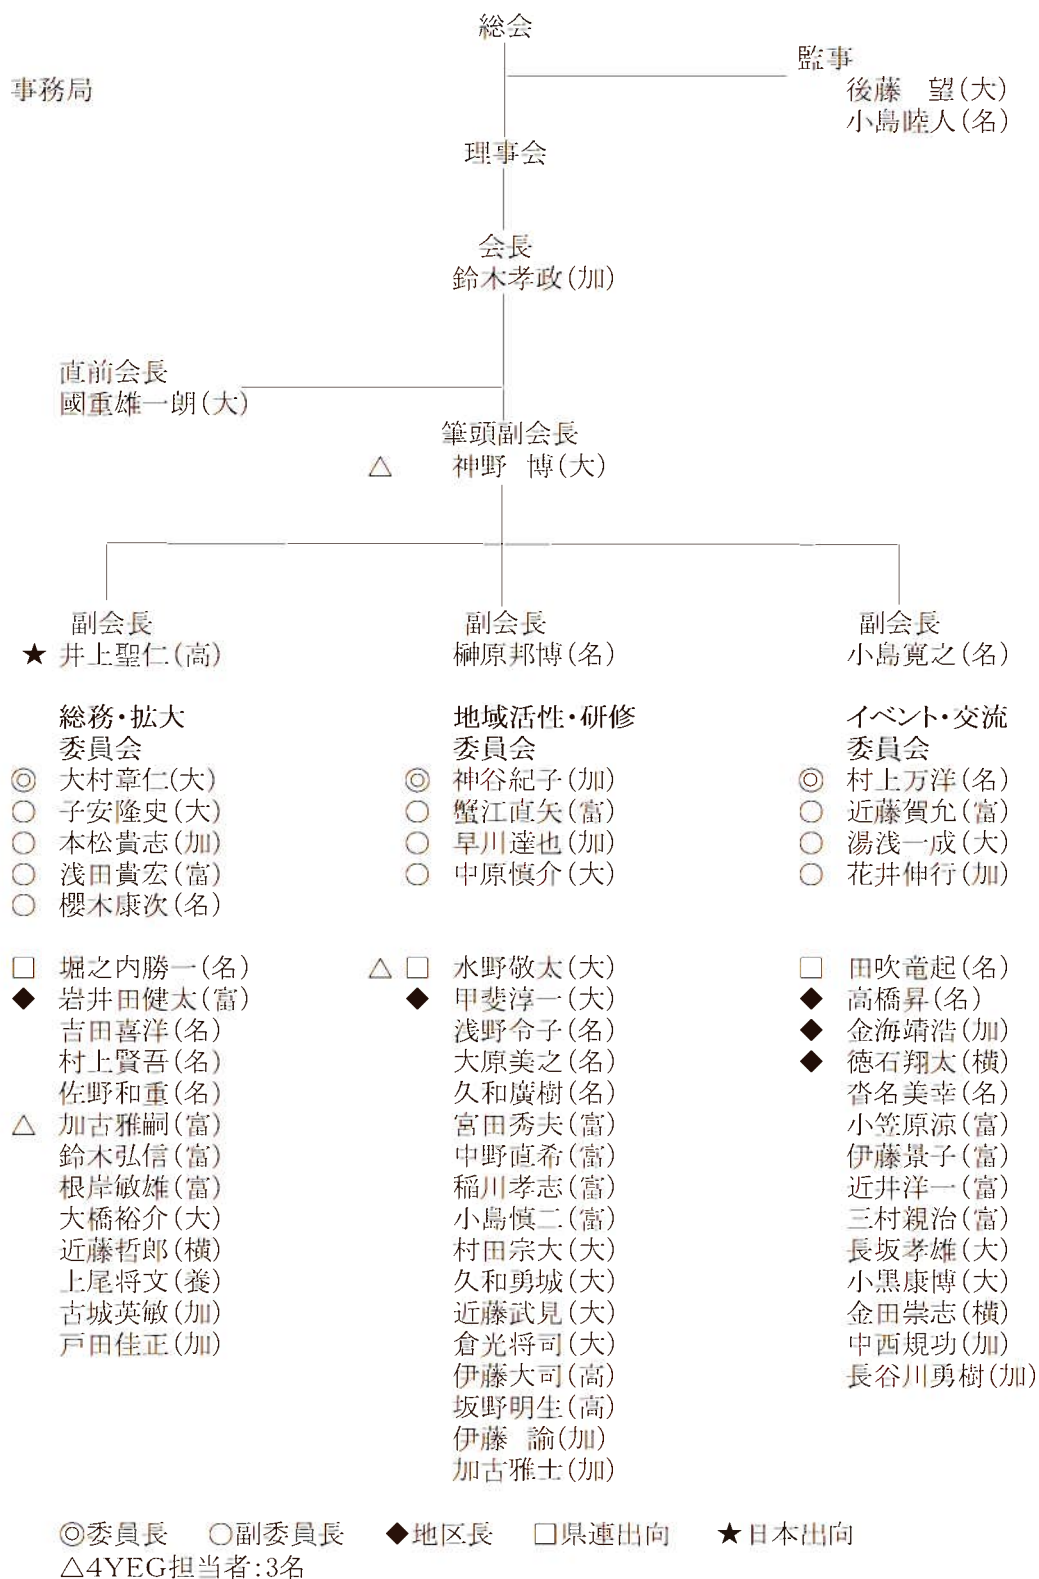 総会
監事
事務局
後藤　望(大)
小島睦人(名)
理事会
会長
鈴木孝政(加)
直前会長
國重雄一朗(大)
筆頭副会長
△ 神野　博(大)
副会長
★ 井上聖仁(高)
総務・拡大
委員会
◎ 大村章仁(大)
○ 子安隆史(大)
○ 本松貴志(加)
○ 浅田貴宏(富)
○ 櫻木康次(名)
□ 堀之内勝一(名)
◆ 岩井田健太(富)
吉田喜洋(名)
村上賢吾(名)
佐野和重(名)
△ 加古雅嗣(富)
鈴木弘信(富)
根岸敏雄(富)
大橋裕介(大)
近藤哲郎(横)
上尾将文(養)
古城英敏(加)
戸田佳正(加)
副会長
榊原邦博(名)
地域活性・研修
委員会
◎ 神谷紀子(加)
○ 蟹江直矢(富)
○ 早川達也(加)
○ 中原慎介(大)
△ □ 水野敬太(大)
◆ 甲斐淳一(大)
浅野令子(名)
大原美之(名)
久和廣樹(名)
宮田秀夫(富)
中野直希(富)
稲川孝志(富)
小島慎二(富)
村田宗大(大)
久和勇城(大)
近藤武見(大)
倉光将司(大)
伊藤大司(高)
坂野明生(高)
伊藤　諭(加)
加古雅士(加)
副会長
小島寛之(名)
イベント・交流
委員会
◎ 村上万洋(名)
○ 近藤賀允(富)
○ 湯浅一成(大)
○ 花井伸行(加)
□ 田吹竜起(名)
◆ 高橋昇(名)
◆ 金海靖浩(加)
◆ 徳石翔太(横)
沓名美幸(名)
小笠原涼(富)
伊藤景子(富)
近井洋一(富)
三村親治(富)
長坂孝雄(大)
小黒康博(大)
金田崇志(横)
中西規功(加)
長谷川勇樹(加)
◎委員長　○副委員長　◆地区長　□県連出向　★日本出向
△4YEG担当者:3名